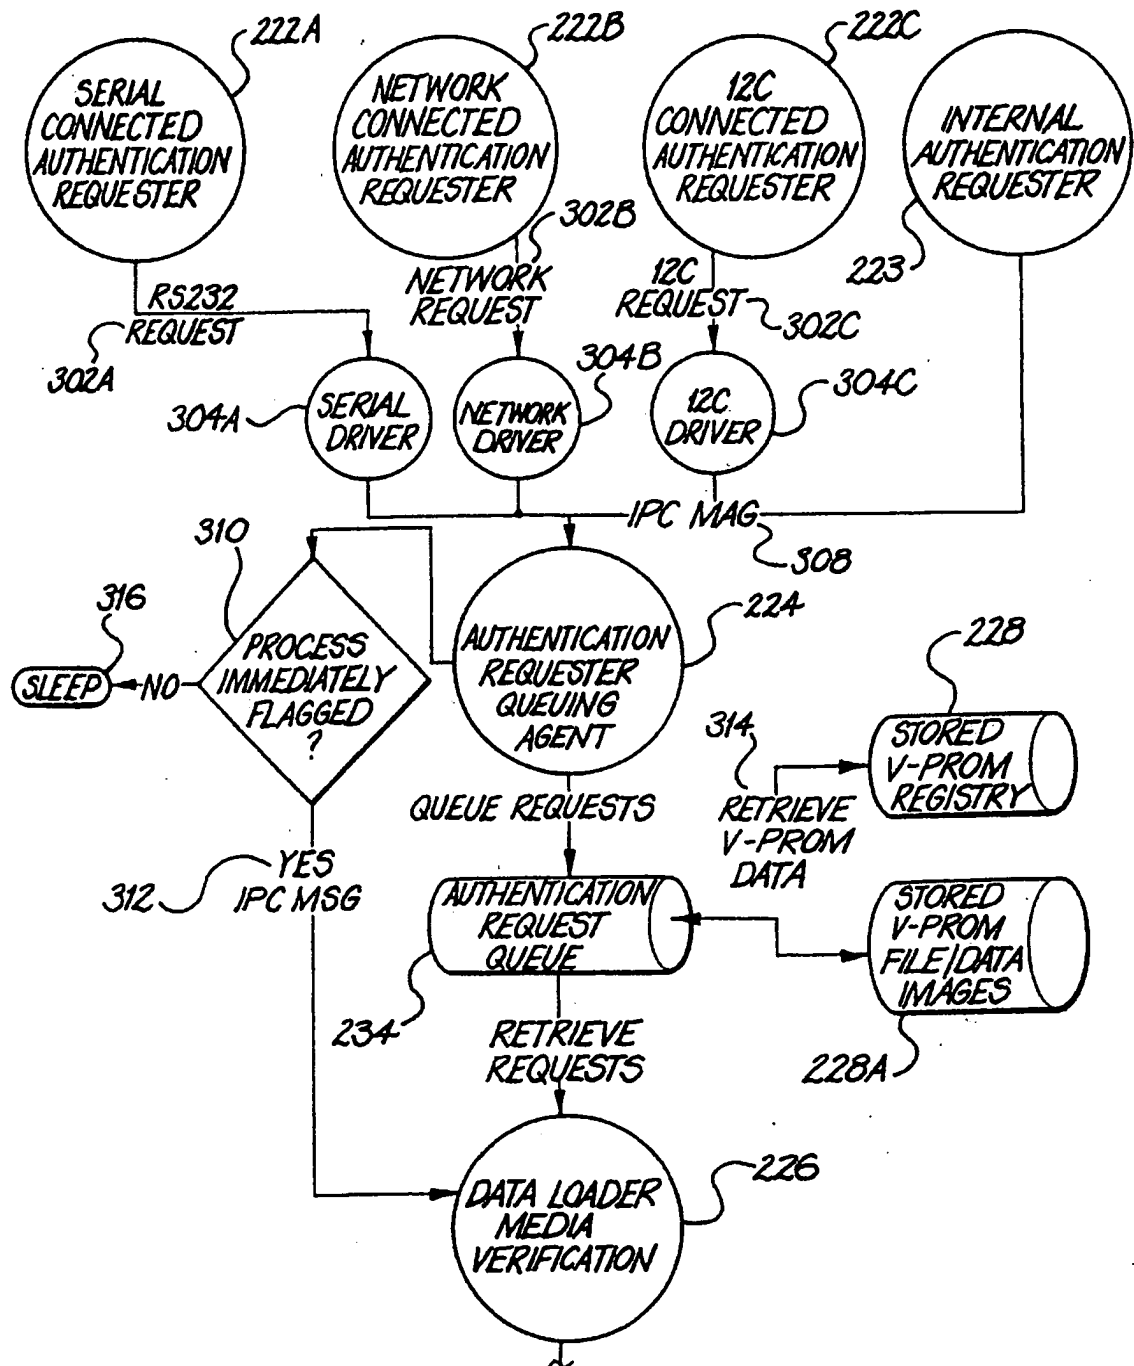 222A
222B
222C
SERIAL
CONNECTED
AUTHENTICATION
REQUESTER
NETWORK
CONNECTED
AUTHENTICATION
REQUESTER
12C
CONNECTED
AUTHENTICATION
REQUESTER
INTERNAL
AUTHENTICATION
REQUESTER
223
302B
RS232
REQUEST
302A
NETWORK
REQUEST
12C
REQUEST
302C
304A
SERIAL
DRIVER
NETWORK
DRIVER
304B
12C
DRIVER
304C
IPC MAG
308
310
316
SLEEP
NO
PROCESS
IMMEDIATELY
FLAGGED
?
AUTHENTICATION
REQUESTER
QUEUING
AGENT
224
228
STORED
V-PROM
REGISTRY
314
RETRIEVE
V-PROM
DATA
QUEUE REQUESTS
312
YES
IPC MSG
AUTHENTICATION
REQUEST
QUEUE
234
STORED
V-PROM
FILE/DATA
IMAGES
228A
RETRIEVE
REQUESTS
DATA LOADER
MEDIA
VERIFICATION
226